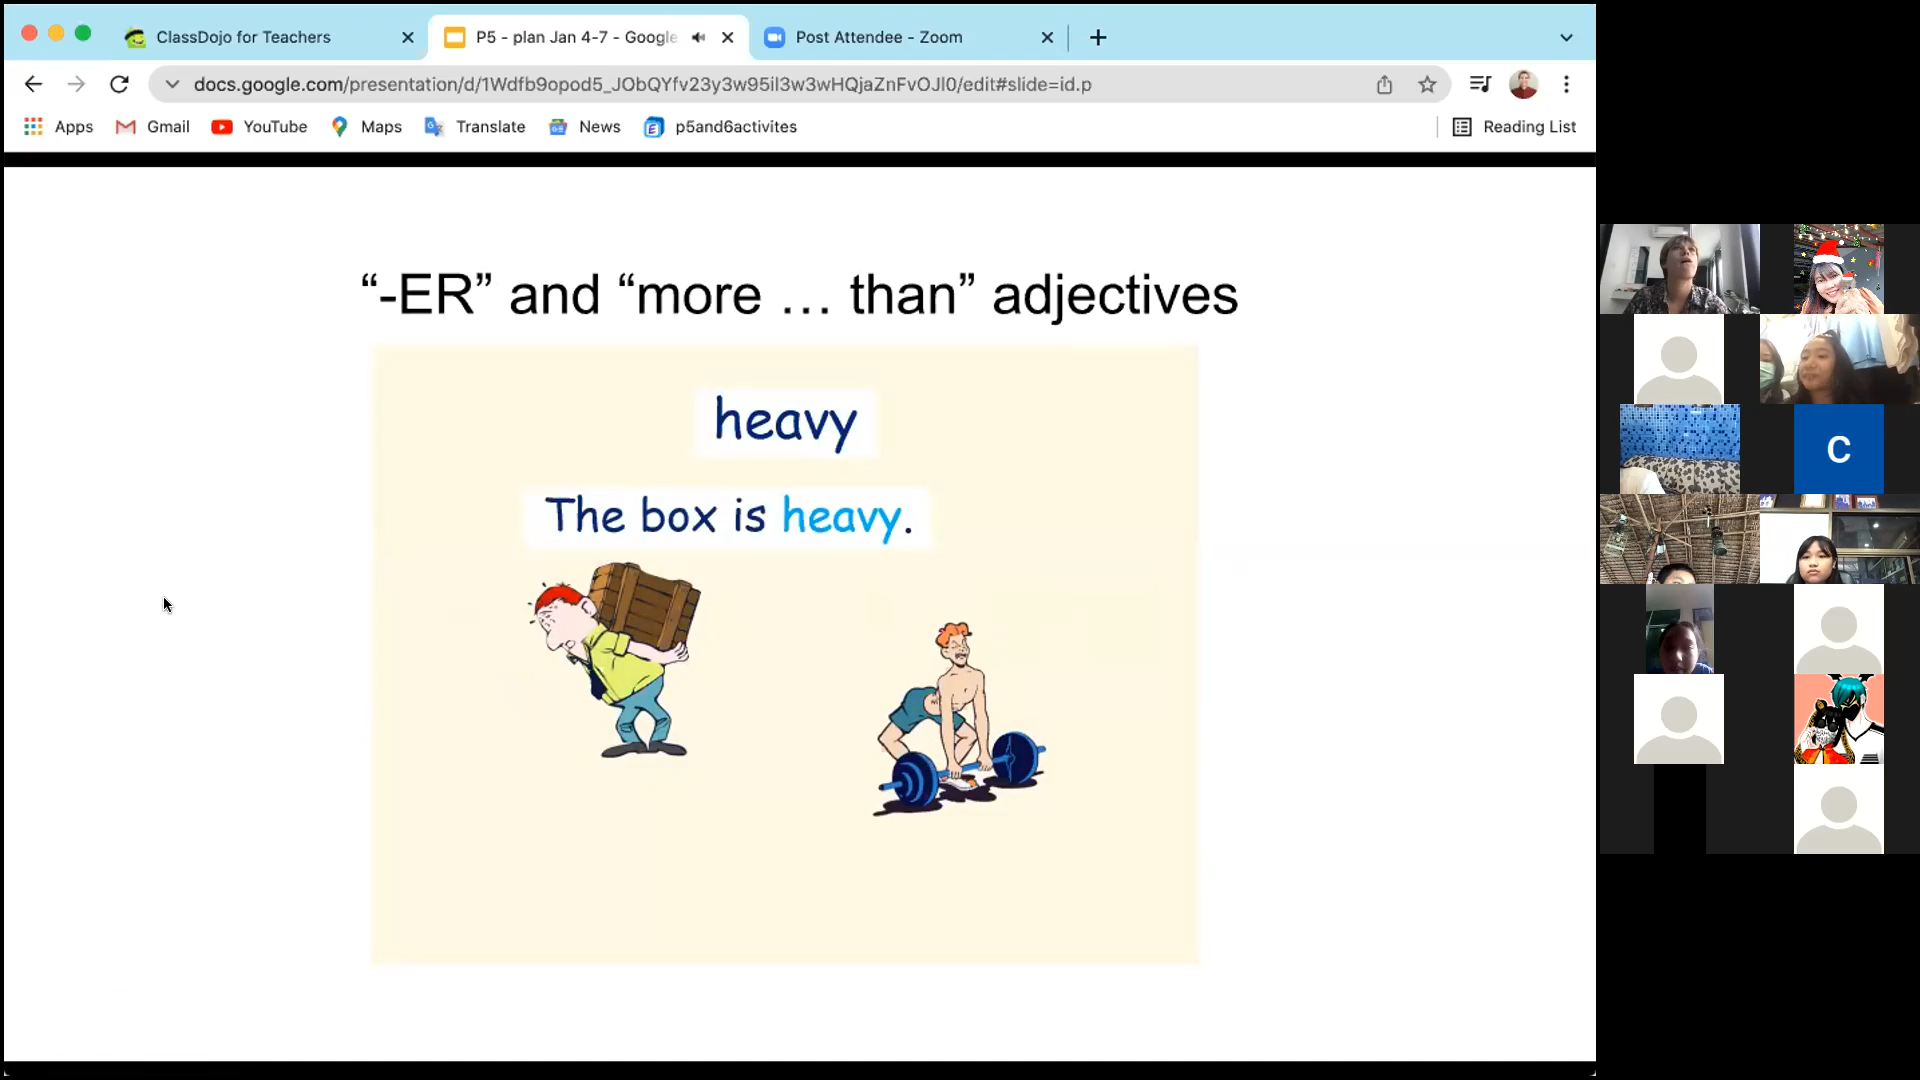 ClassDojo for Teachers
P5 - plan Jan 4-7 - Google
Post Attendee - Zoom
docs.google.com/presentation/d/1Wdfb9opod5_JObQYfv23y3w95il3w3wHQjaZnFvOJl0/edit#slide=id.p
Apps Gmail YouTube Maps Translate News p5and6activites Reading List
“-ER” and “more … than” adjectives
heavy
The box is heavy.
C